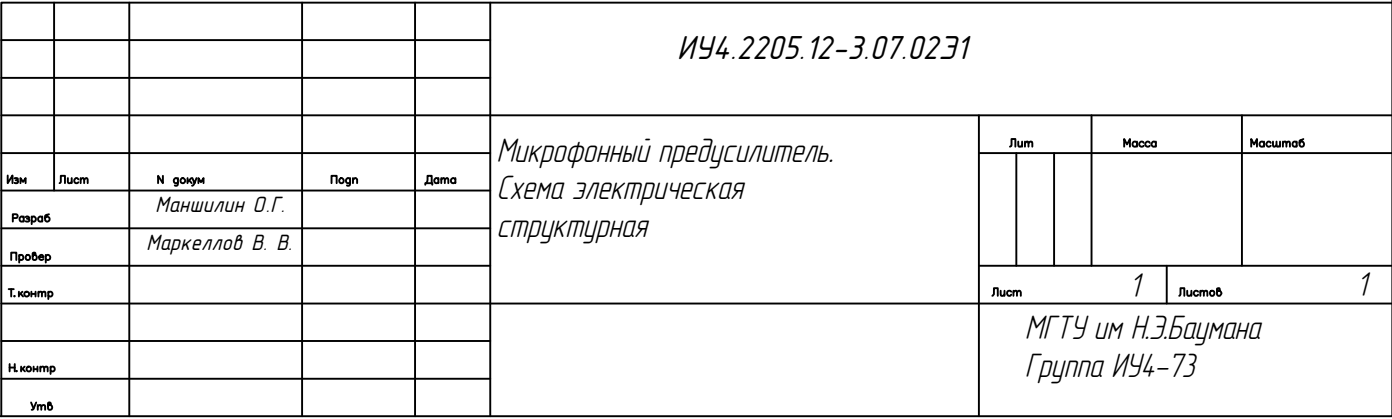 ИУ4.2205.12-3.07.02Э1
Микрофонный предусилитель.
Схема электрическая
структурная
Лит Масса Масштаб
Изм Лист N докум Подп Дата
Разраб Маншилин О.Г.
Провер Маркеллов В. В.
Т.контр
Лист 1 Листов 1
Н.контр
Утв
МГТУ им Н.Э.Баумана
Группа ИУ4-73